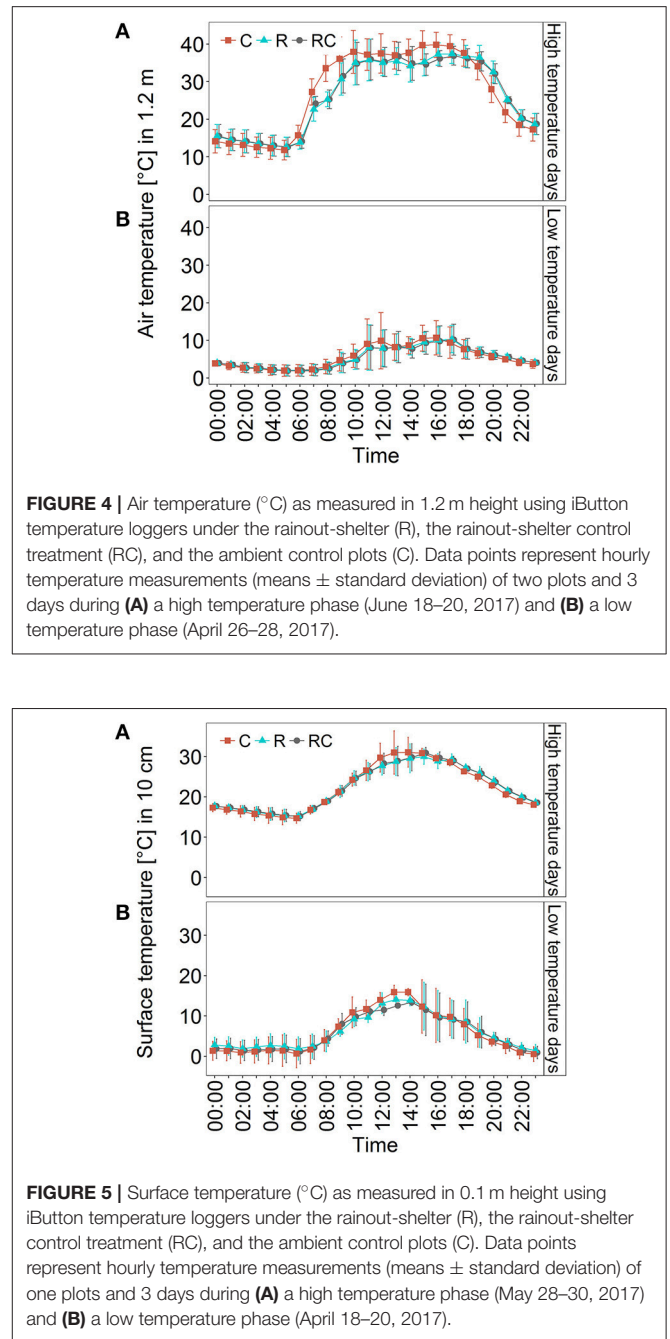 A
C R RC
High temperature days
40
30
20
10
0
Air temperature [°C] in 1.2 m
B
Low temperature days
40
30
20
10
0
00:00 02:00 04:00 06:00 08:00 10:00 12:00 14:00 16:00 18:00 20:00 22:00
Time
FIGURE 4 | Air temperature (°C) as measured in 1.2 m height using iButton
temperature loggers under the rainout-shelter (R), the rainout-shelter control
treatment (RC), and the ambient control plots (C). Data points represent hourly
temperature measurements (means ± standard deviation) of two plots and 3
days during (A) a high temperature phase (June 18–20, 2017) and (B) a low
temperature phase (April 26–28, 2017).
A
C R RC
High temperature days
30
20
10
0
Surface temperature [°C] in 10 cm
B
Low temperature days
30
20
10
0
00:00 02:00 04:00 06:00 08:00 10:00 12:00 14:00 16:00 18:00 20:00 22:00
Time
FIGURE 5 | Surface temperature (°C) as measured in 0.1 m height using
iButton temperature loggers under the rainout-shelter (R), the rainout-shelter
control treatment (RC), and the ambient control plots (C). Data points
represent hourly temperature measurements (means ± standard deviation) of
one plots and 3 days during (A) a high temperature phase (May 28–30, 2017)
and (B) a low temperature phase (April 18–20, 2017).